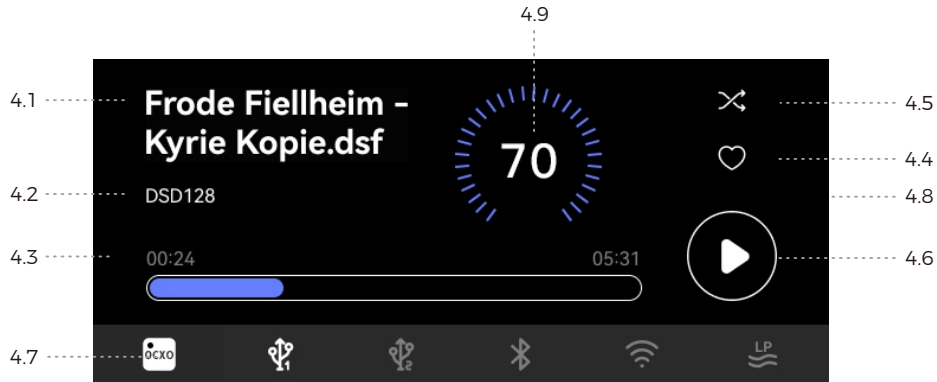 4.9
4.1
Frode Fiellheim -
Kyrie Kopie.dsf
4.5
70
4.4
4.2
DSD128
4.8
4.3
00:24
05:31
4.6
4.7
OCXO
1
2
LP